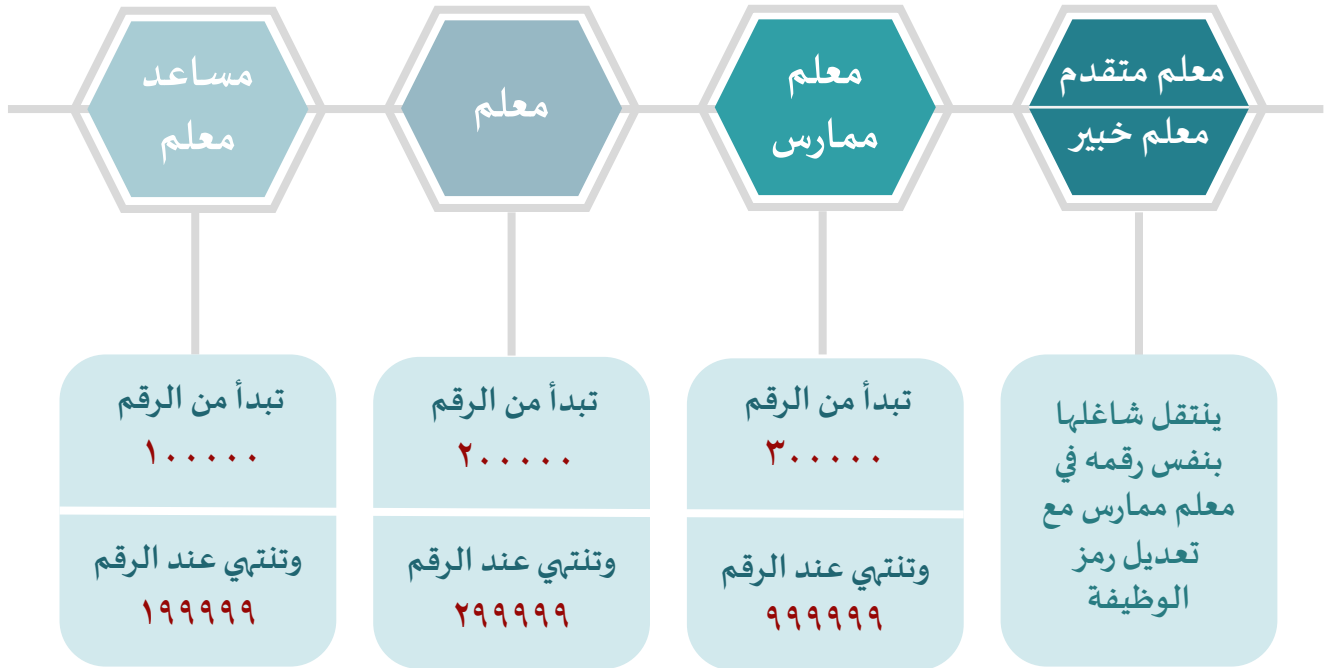 معلم متقدم
معلم خبير
معلم
ممارس
معلم
مساعد
معلم
ينتقل شاغلها
بنفس رقمه في
معلم ممارس مع
تعديل رمز
الوظيفة
تبدأ من الرقم
٣٠٠٠٠٠
وتنتهي عند الرقم
٩٩٩٩٩٩
تبدأ من الرقم
٢٠٠٠٠٠
وتنتهي عند الرقم
٢٩٩٩٩٩
تبدأ من الرقم
١٠٠٠٠٠
وتنتهي عند الرقم
١٩٩٩٩٩